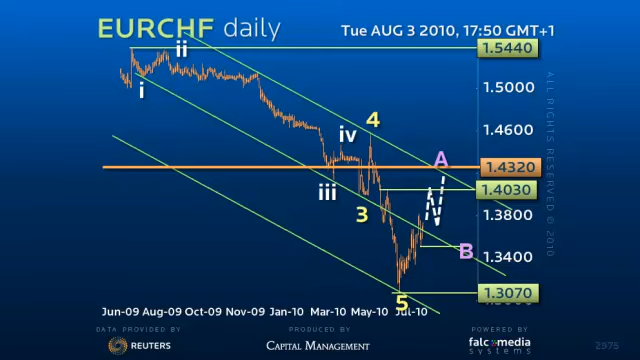 EURCHF daily
Tue AUG 3 2010, 17:50 GMT+1
1.5440
ii
i
1.5000
4
1.4600
iv
A
1.4320
iii
1.4030
3
1.3800
B
1.3400
5
1.3070
Jun-09 Aug-09 Oct-09 Nov-09 Jan-10 Mar-10 May-10 Jul-10
ALL RIGHTS RESERVED © 2010
DATA PROVIDED BY
PRODUCED BY
POWERED BY
REUTERS
CAPITAL MANAGEMENT
falc media
systems
2975